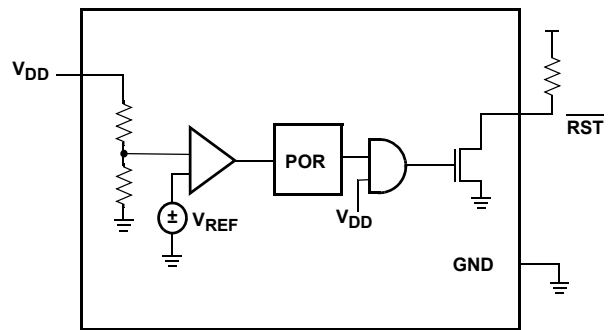 VDD
RST
POR
±
VREF
VDD
GND